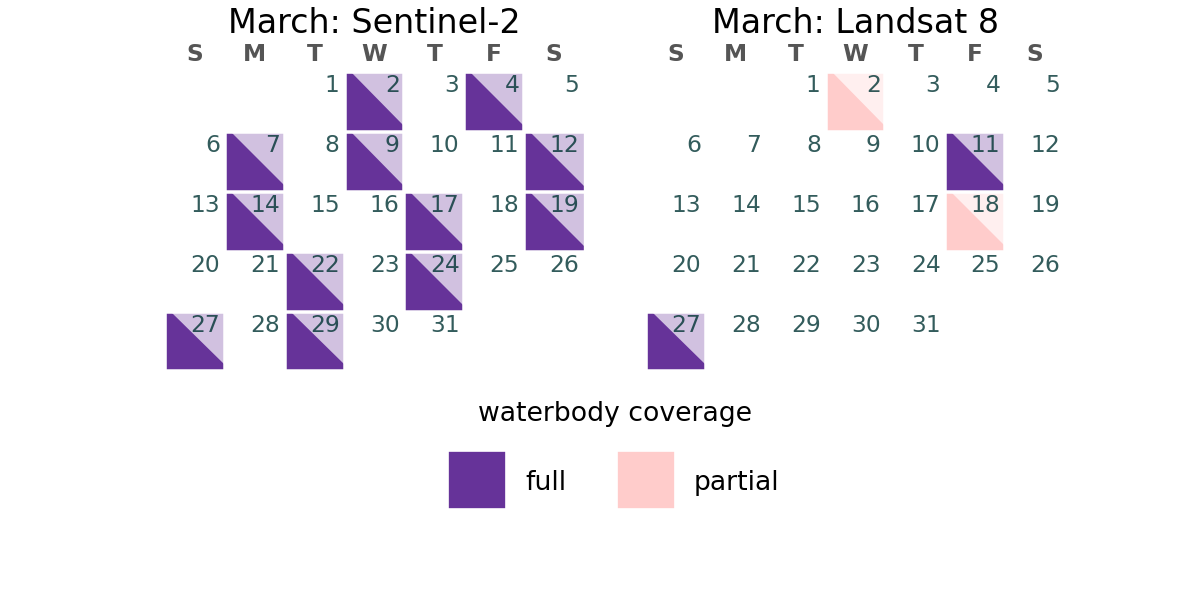 March: Sentinel-2
S M T W T F S
1 2 3 4 5
6 7 8 9 10 11 12
13 14 15 16 17 18 19
20 21 22 23 24 25 26
27 28 29 30 31
March: Landsat 8
S M T W T F S
1 2 3 4 5
6 7 8 9 10 11 12
13 14 15 16 17 18 19
20 21 22 23 24 25 26
27 28 29 30 31
waterbody coverage
full partial